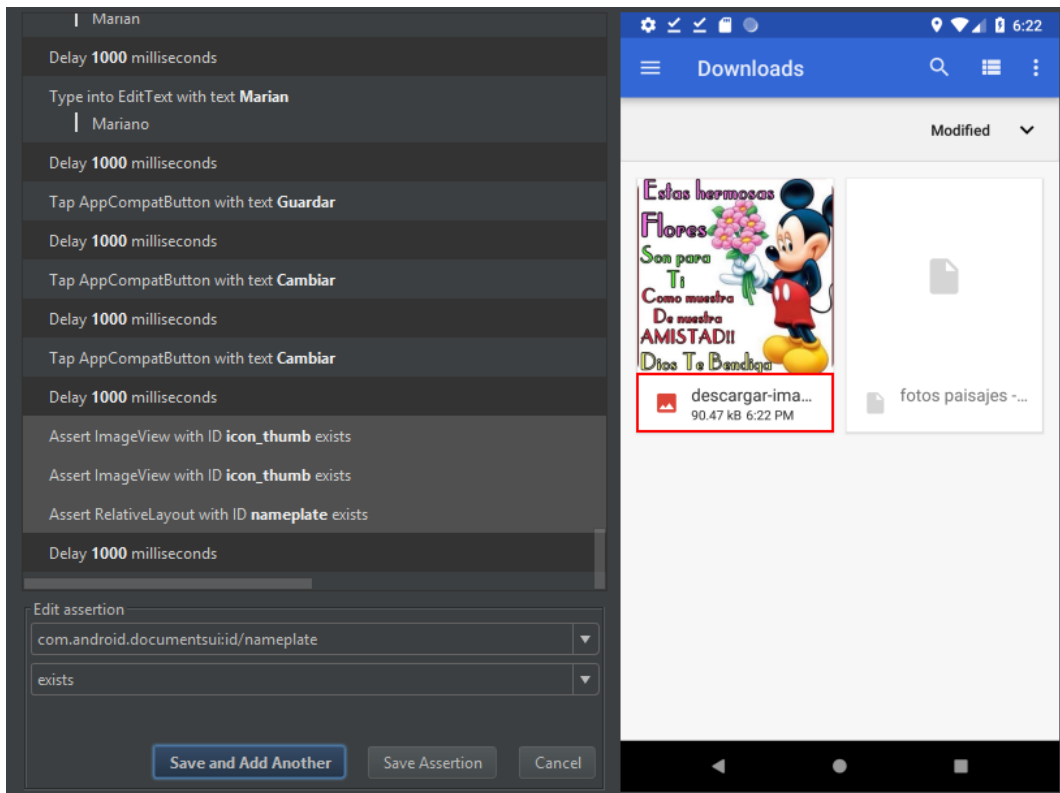 Marian
Delay 1000 milliseconds
Type into EditText with text Marian
Mariano
Delay 1000 milliseconds
Tap AppCompatButton with text Guardar
Delay 1000 milliseconds
Tap AppCompatButton with text Cambiar
Delay 1000 milliseconds
Tap AppCompatButton with text Cambiar
Delay 1000 milliseconds
Assert ImageView with ID icon_thumb exists
Assert ImageView with ID icon_thumb exists
Assert RelativeLayout with ID nameplate exists
Delay 1000 milliseconds
Edit assertion
com.android.documentsui:id/nameplate
exists
Save and Add Another
Save Assertion
Cancel
6:22
Downloads
Modified
Estas hermosas
Flores
Son para
Ti
Como muestra
De nuestra
AMISTAD!!
Dios Te Bendiga
descargar-ima...
90.47 kB 6:22 PM
fotos paisajes -...